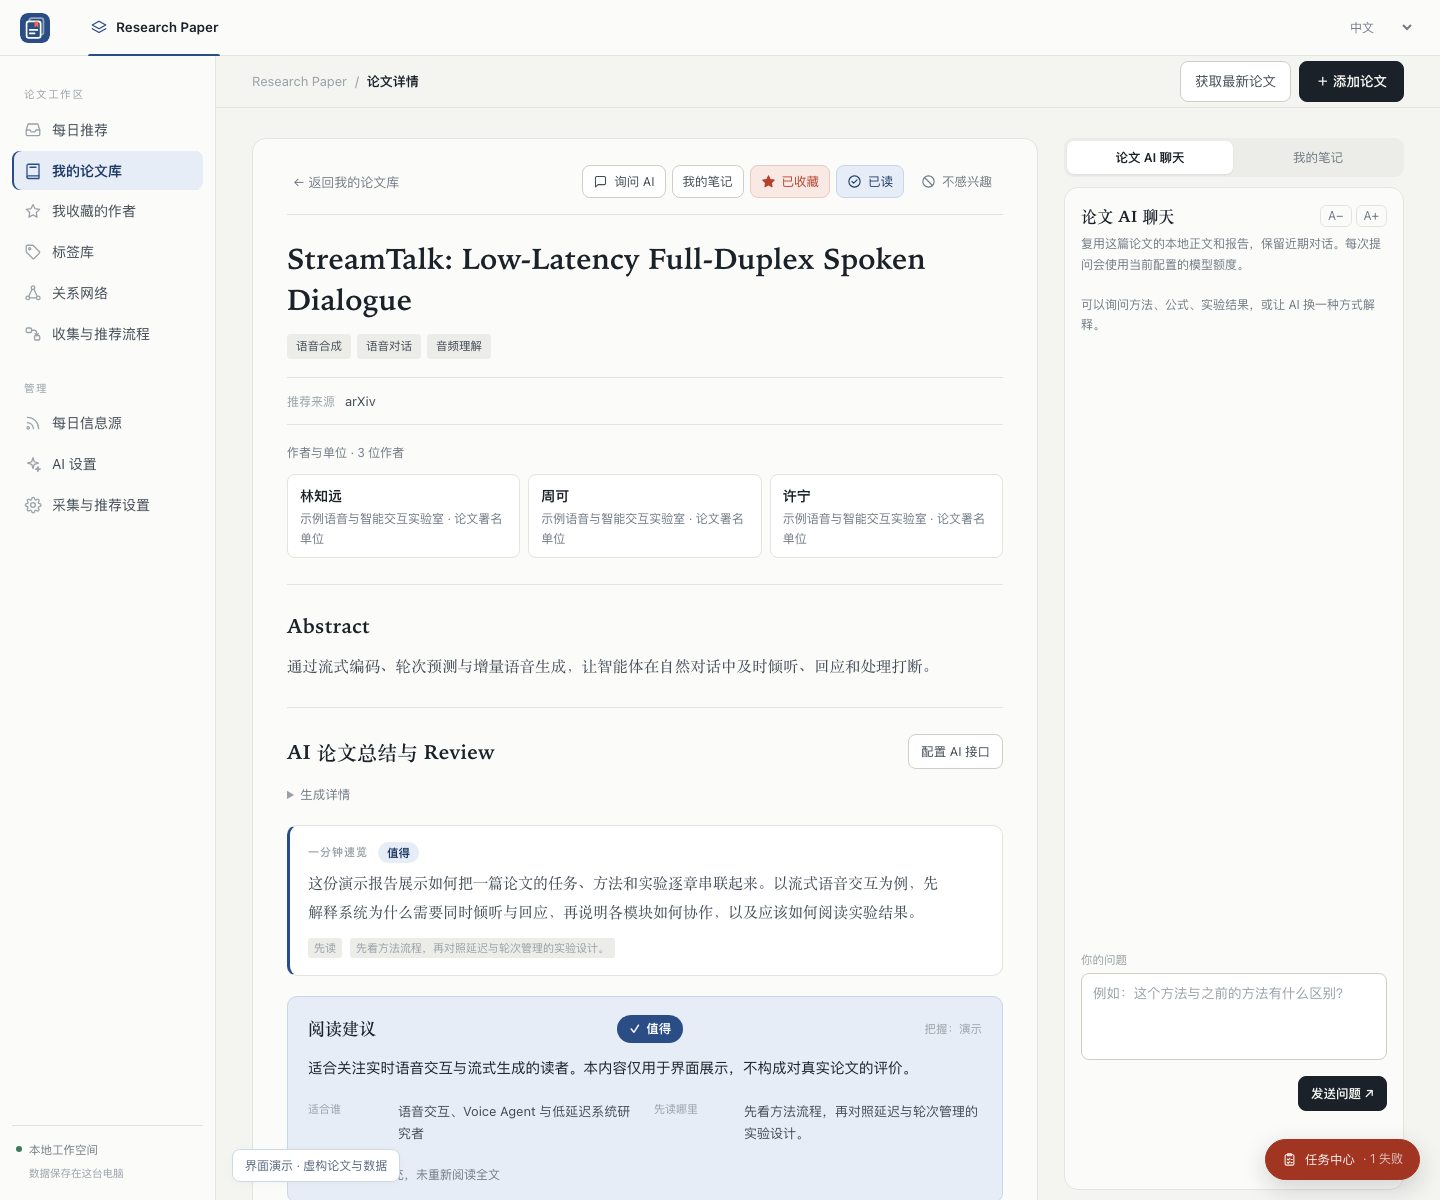 Research Paper
中文
论文工作区
每日推荐
我的论文库
我收藏的作者
标签库
关系网络
收集与推荐流程
管理
每日信息源
AI 设置
采集与推荐设置
本地工作空间
数据保存在这台电脑
Research Paper / 论文详情
获取最新论文
+ 添加论文
← 返回我的论文库
询问 AI
我的笔记
已收藏
已读
不感兴趣
StreamTalk: Low-Latency Full-Duplex Spoken
Dialogue
语音合成
语音对话
音频理解
推荐来源 arXiv
作者与单位 · 3 位作者
林知远
示例语音与智能交互实验室 · 论文署名
单位
周可
示例语音与智能交互实验室 · 论文署名
单位
许宁
示例语音与智能交互实验室 · 论文署名
单位
Abstract
通过流式编码、轮次预测与增量语音生成，让智能体在自然对话中及时倾听、回应和处理打断。
AI 论文总结与 Review
配置 AI 接口
▶ 生成详情
一分钟速览 值得
这份演示报告展示如何把一篇论文的任务、方法和实验逐章串联起来。以流式语音交互为例，先
解释系统为什么需要同时倾听与回应，再说明各模块如何协作，以及应该如何阅读实验结果。
先读 先看方法流程，再对照延迟与轮次管理的实验设计。
阅读建议
✓ 值得
把握：演示
适合关注实时语音交互与流式生成的读者。本内容仅用于界面展示，不构成对真实论文的评价。
适合谁
语音交互、Voice Agent 与低延迟系统研
究者
先读哪里
先看方法流程，再对照延迟与轮次管理的
实验设计。
，未重新阅读全文
界面演示 · 虚构论文与数据
论文 AI 聊天
我的笔记
论文 AI 聊天
A−
A+
复用这篇论文的本地正文和报告，保留近期对话。每次提
问会使用当前配置的模型额度。
可以询问方法、公式、实验结果，或让 AI 换一种方式解
释。
你的问题
例如：这个方法与之前的方法有什么区别?
发送问题 ↗
任务中心 · 1 失败